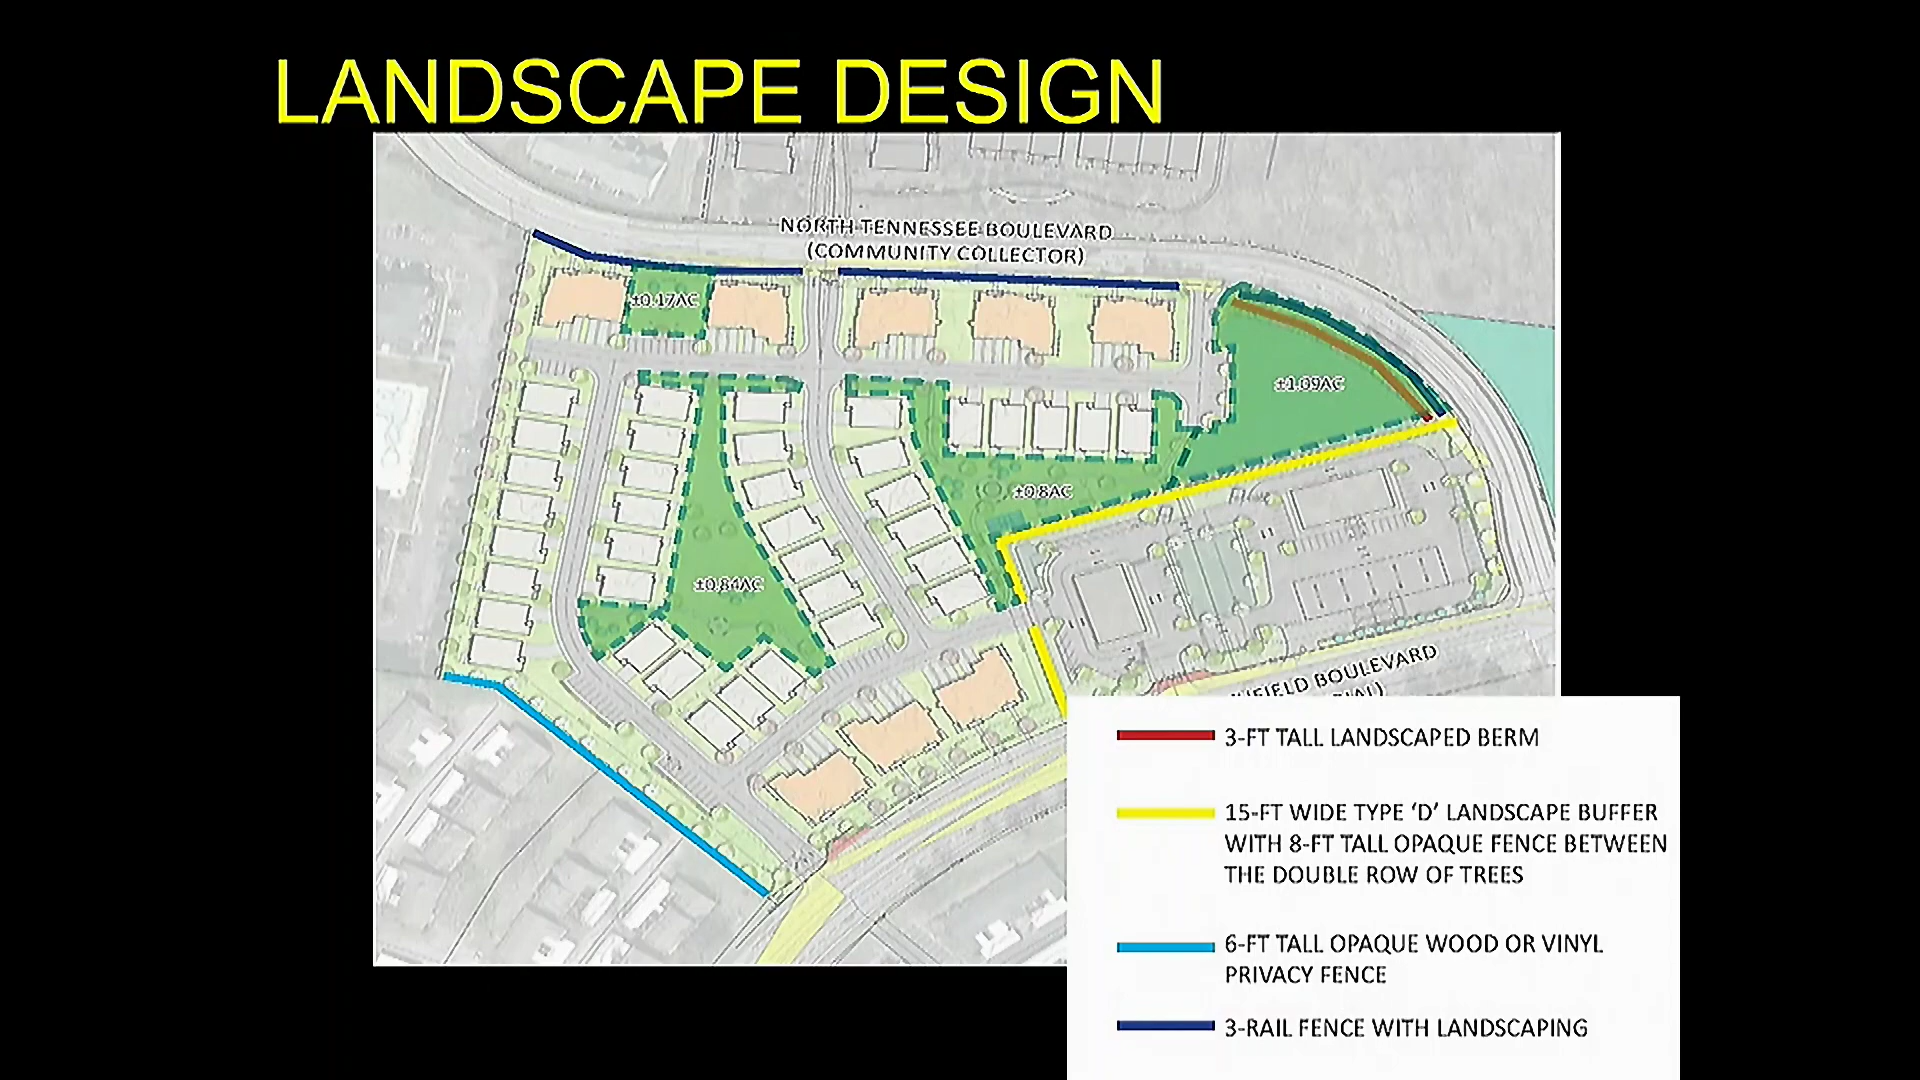 LANDSCAPE DESIGN
NORTH TENNESSEE BOULEVARD
(COMMUNITY COLLECTOR)
±0.17AC
±1.09AC
±0.8AC
±0.84AC
BOULEVARD
3-FT TALL LANDSCAPED BERM
15-FT WIDE TYPE ‘D’ LANDSCAPE BUFFER
WITH 8-FT TALL OPAQUE FENCE BETWEEN
THE DOUBLE ROW OF TREES
6-FT TALL OPAQUE WOOD OR VINYL
PRIVACY FENCE
3-RAIL FENCE WITH LANDSCAPING